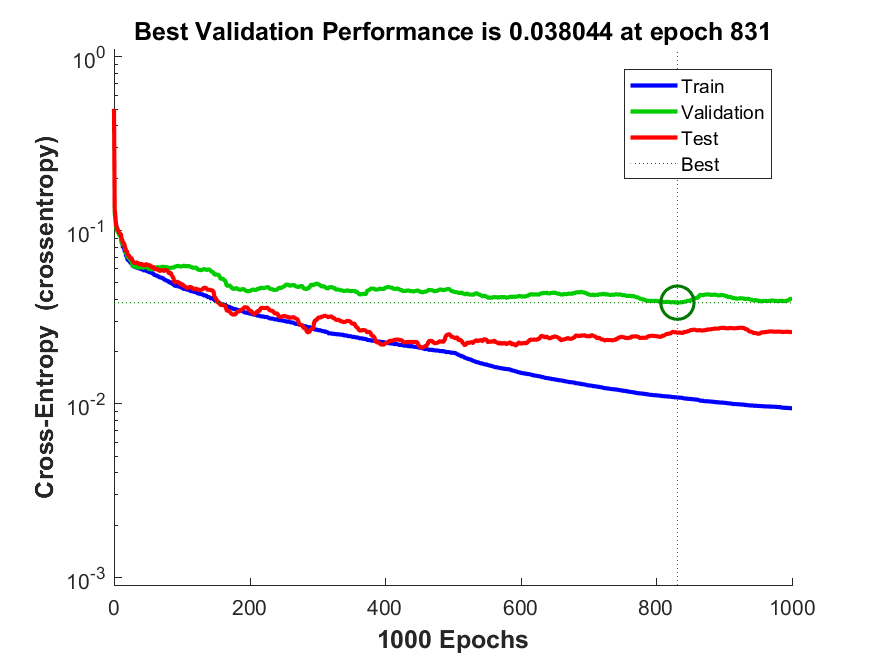 Best Validation Performance is 0.038044 at epoch 831
Cross-Entropy (crossentropy)
10^0
10^-1
10^-2
10^-3
Train
Validation
Test
Best
0
200
400
600
800
1000
1000 Epochs